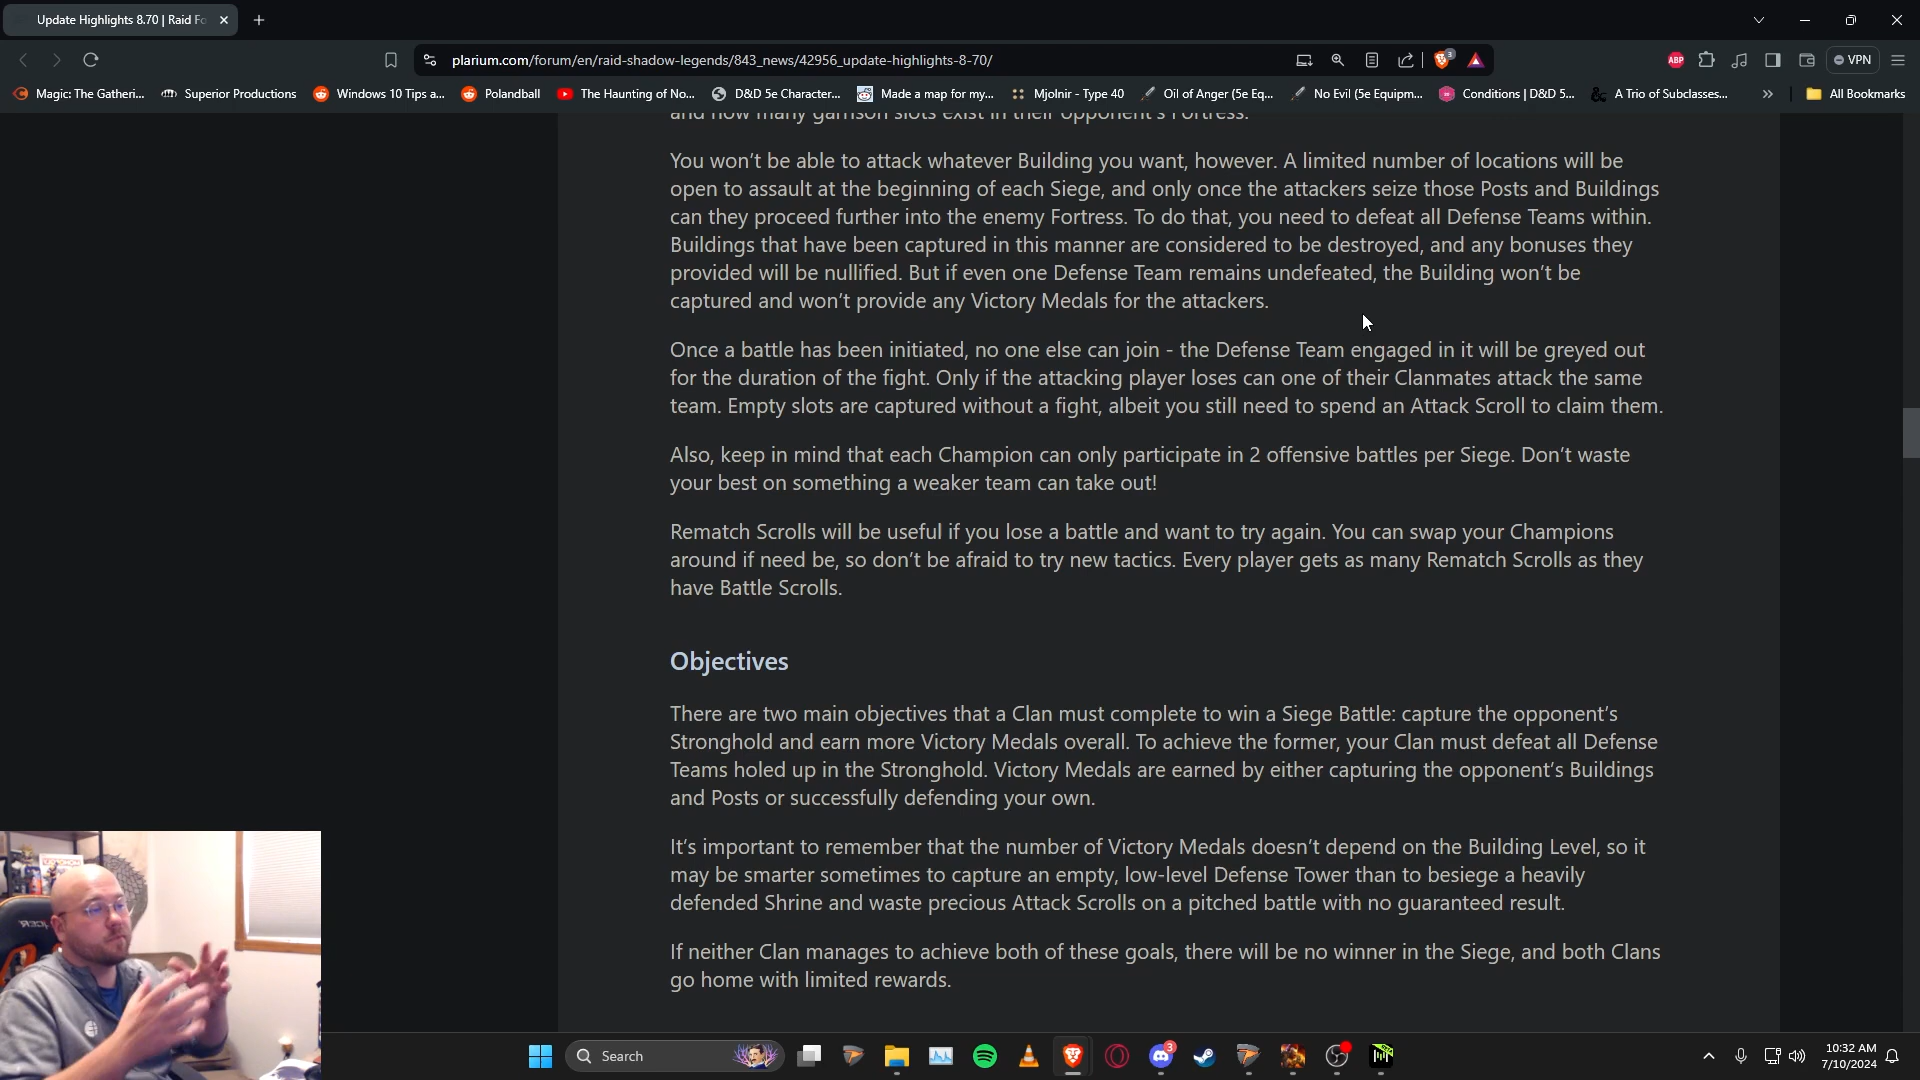 Update Highlights 8.70 | Raid Fo
plarium.com/forum/en/raid-shadow-legends/843_news/42956_update-highlights-8-70/
3
ABP
VPN
Magic: The Gatheri...
Superior Productions
Windows 10 Tips a...
Polandball
The Haunting of No...
D&D 5e Character...
Made a map for my...
Mjolnir - Type 40
Oil of Anger (5e Eq...
No Evil (5e Equipm...
Conditions | D&D 5...
A Trio of Subclasses...
All Bookmarks
and how many garrison slots exist in their opponent's Fortress.
You won't be able to attack whatever Building you want, however. A limited number of locations will be
open to assault at the beginning of each Siege, and only once the attackers seize those Posts and Buildings
can they proceed further into the enemy Fortress. To do that, you need to defeat all Defense Teams within.
Buildings that have been captured in this manner are considered to be destroyed, and any bonuses they
provided will be nullified. But if even one Defense Team remains undefeated, the Building won't be
captured and won't provide any Victory Medals for the attackers.
Once a battle has been initiated, no one else can join - the Defense Team engaged in it will be greyed out
for the duration of the fight. Only if the attacking player loses can one of their Clanmates attack the same
team. Empty slots are captured without a fight, albeit you still need to spend an Attack Scroll to claim them.
Also, keep in mind that each Champion can only participate in 2 offensive battles per Siege. Don't waste
your best on something a weaker team can take out!
Rematch Scrolls will be useful if you lose a battle and want to try again. You can swap your Champions
around if need be, so don't be afraid to try new tactics. Every player gets as many Rematch Scrolls as they
have Battle Scrolls.
Objectives
There are two main objectives that a Clan must complete to win a Siege Battle: capture the opponent's
Stronghold and earn more Victory Medals overall. To achieve the former, your Clan must defeat all Defense
Teams holed up in the Stronghold. Victory Medals are earned by either capturing the opponent's Buildings
and Posts or successfully defending your own.
It's important to remember that the number of Victory Medals doesn't depend on the Building Level, so it
may be smarter sometimes to capture an empty, low-level Defense Tower than to besiege a heavily
defended Shrine and waste precious Attack Scrolls on a pitched battle with no guaranteed result.
If neither Clan manages to achieve both of these goals, there will be no winner in the Siege, and both Clans
go home with limited rewards.
Search
3
10:32 AM
7/10/2024